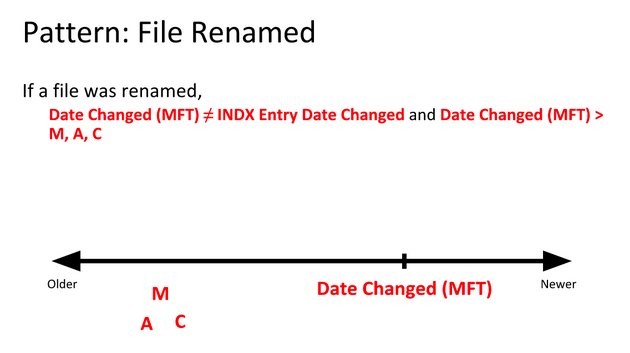 Pattern: File Renamed
If a file was renamed,
Date Changed (MFT) ≠ INDX Entry Date Changed and Date Changed (MFT) >
M, A, C
Older
M
A C
Date Changed (MFT)
Newer